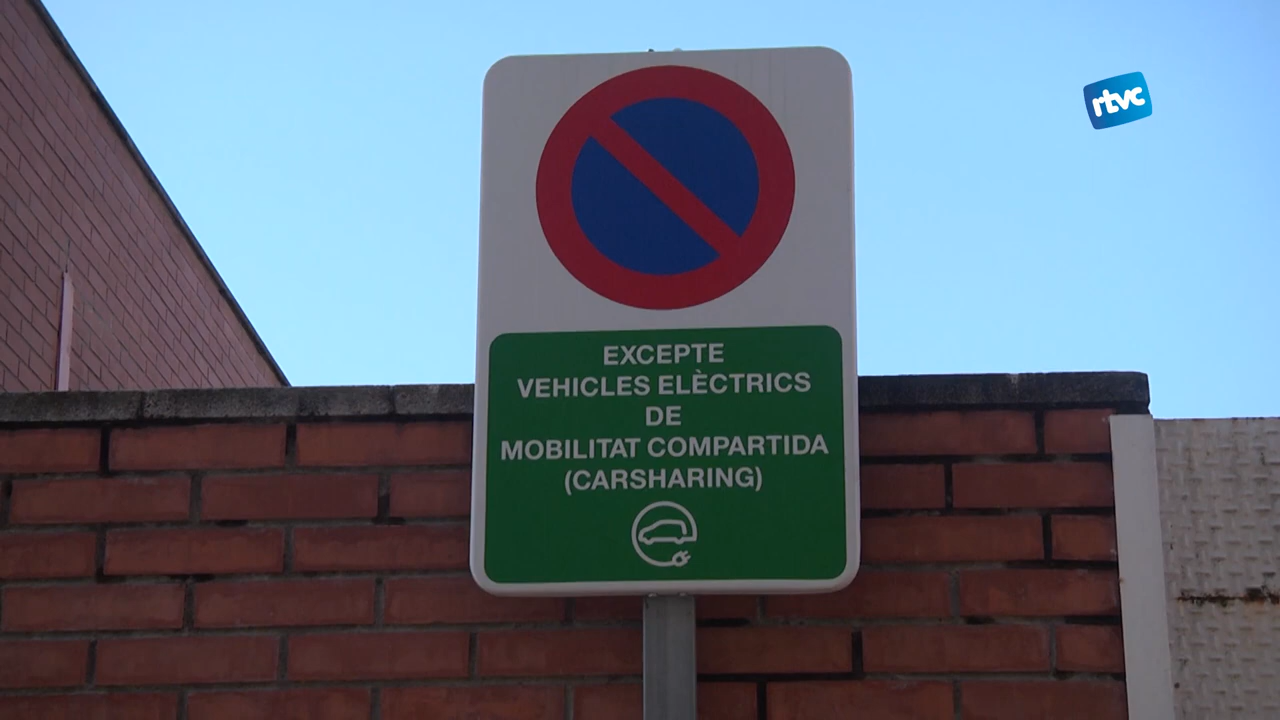 rtvc
EXCEPTE
VEHICLES ELÈCTRICS
DE
MOBILITAT COMPARTIDA
(CARSHARING)